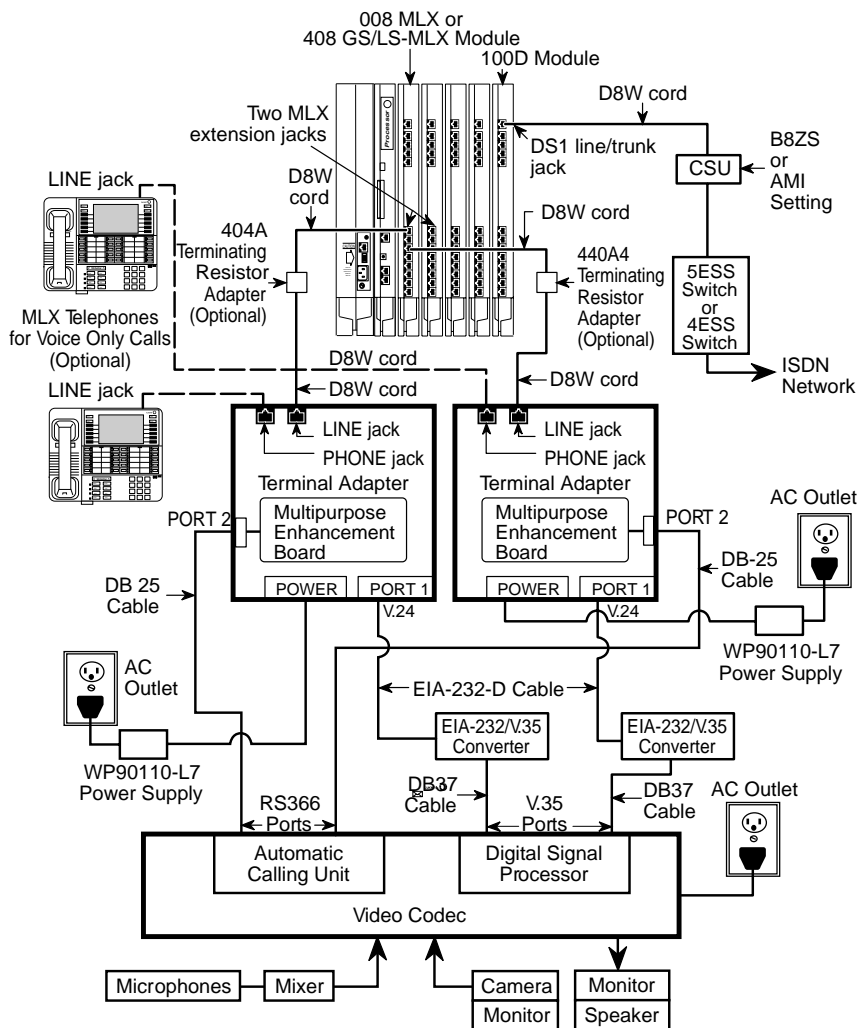 008 MLX or
408 GS/LS-MLX Module
100D Module
D8W cord
Two MLX
extension jacks
Processor
DS1 line/trunk
jack
CSU
B8ZS
or
AMI
Setting
LINE jack
D8W
cord
D8W cord
404A
Terminating
Resistor
Adapter
(Optional)
440A4
Terminating
Resistor
Adapter
(Optional)
5ESS
Switch
or
4ESS
Switch
MLX Telephones
for Voice Only Calls
(Optional)
D8W cord
ISDN
Network
LINE jack
D8W cord
D8W cord
LINE jack
PHONE jack
Terminal Adapter
LINE jack
PHONE jack
Terminal Adapter
AC Outlet
PORT 2
Multipurpose
Enhancement
Board
Multipurpose
Enhancement
Board
PORT 2
DB 25
Cable
DB-25
Cable
POWER
PORT 1
POWER
PORT 1
V.24
V.24
WP90110-L7
Power Supply
AC
Outlet
EIA-232-D Cable
EIA-232/V.35
Converter
EIA-232/V.35
Converter
WP90110-L7
Power Supply
DB37
Cable
DB37
Cable
AC Outlet
RS366
Ports
V.35
Ports
Automatic
Calling Unit
Digital Signal
Processor
Video Codec
Microphones
Mixer
Camera
Monitor
Monitor
Speaker